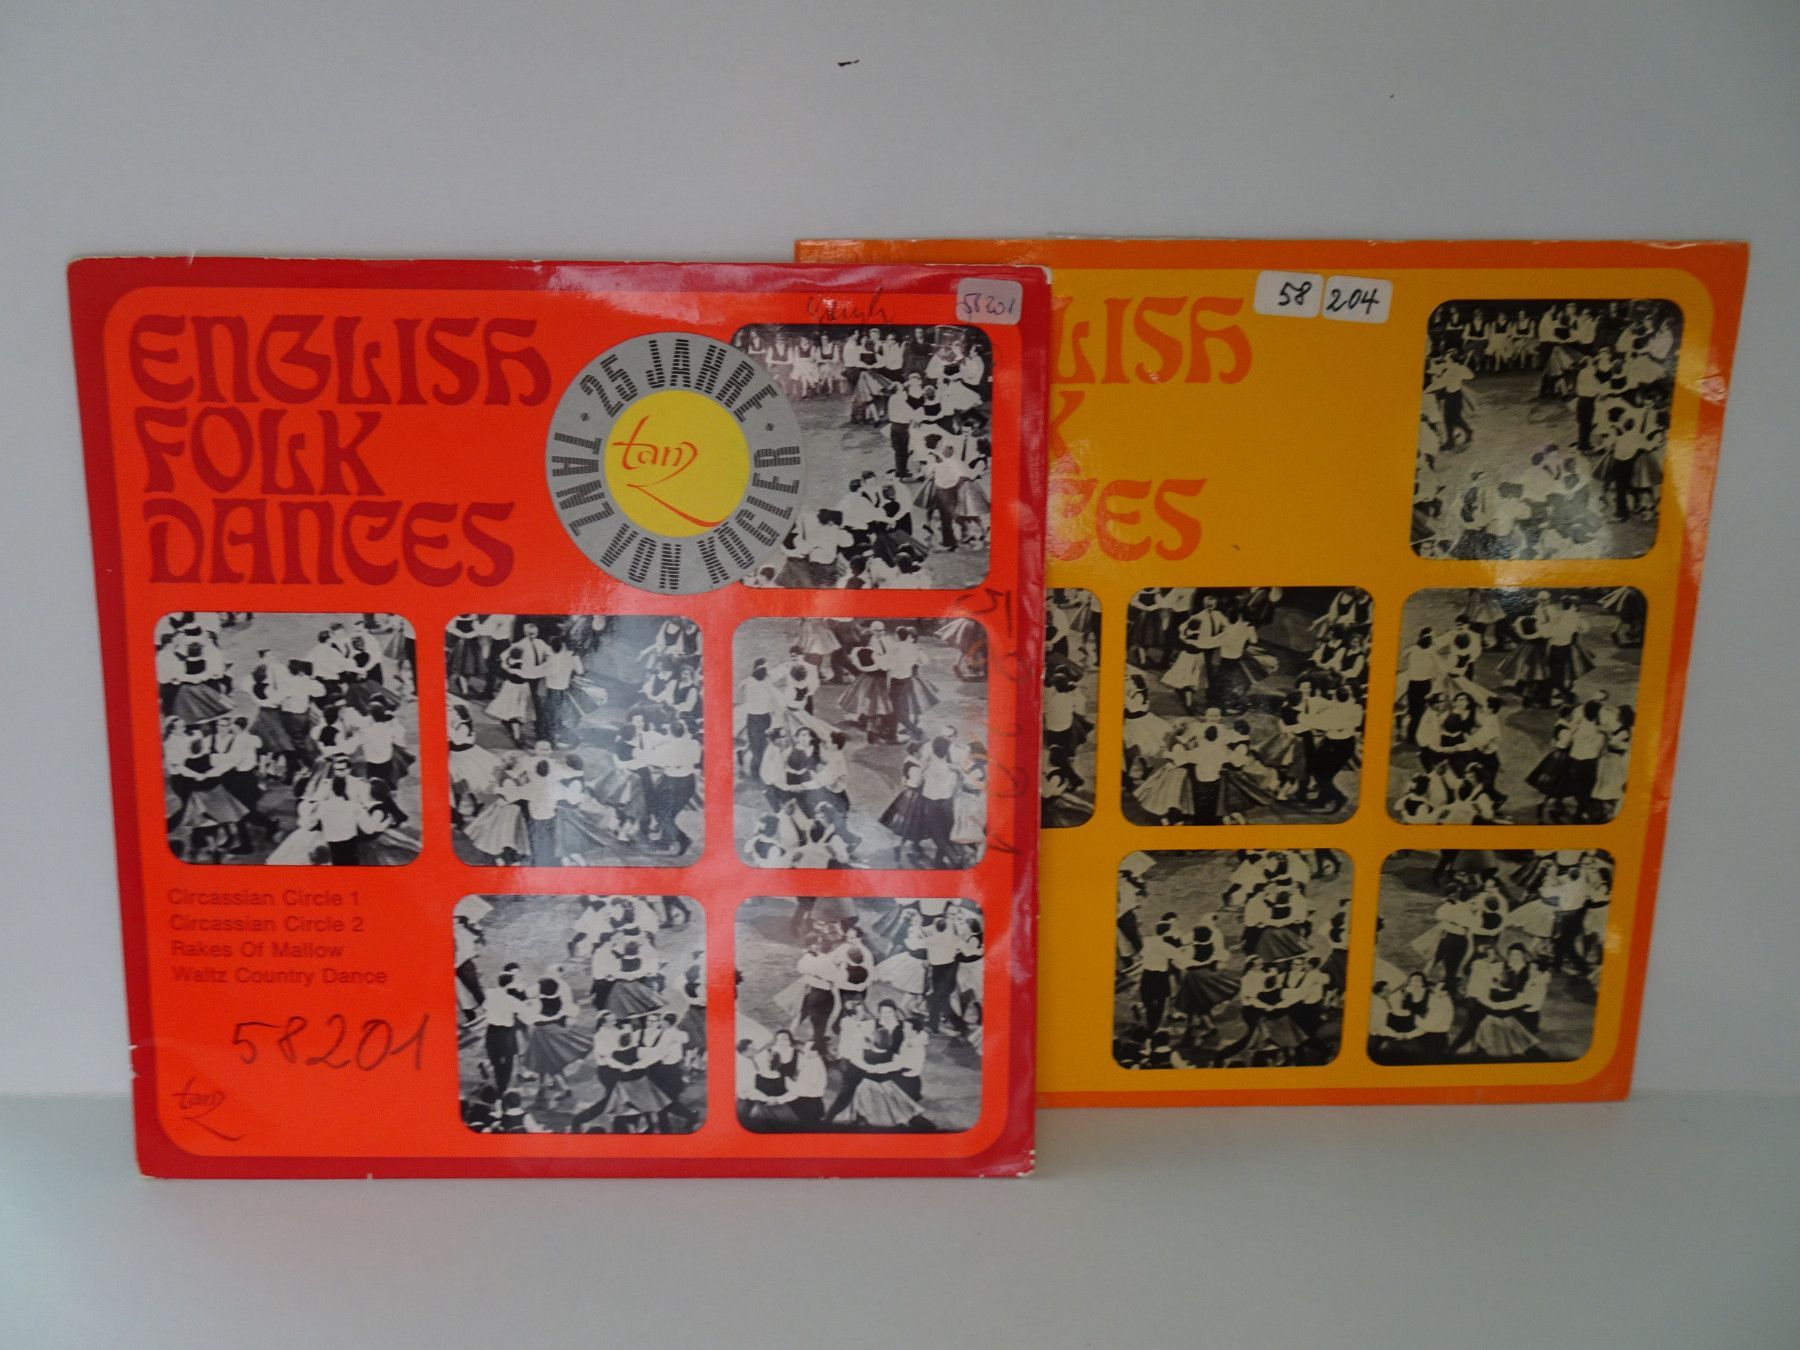 58201
ENGLISH
FOLK
DANCES
25 JAHRE TANZ VON KÖGLER
tanz
58201
Circassian Circle 1
Circassian Circle 2
Rakes Of Mallow
Waltz Country Dance
58201
tanz
58 204
LISH
K
CES